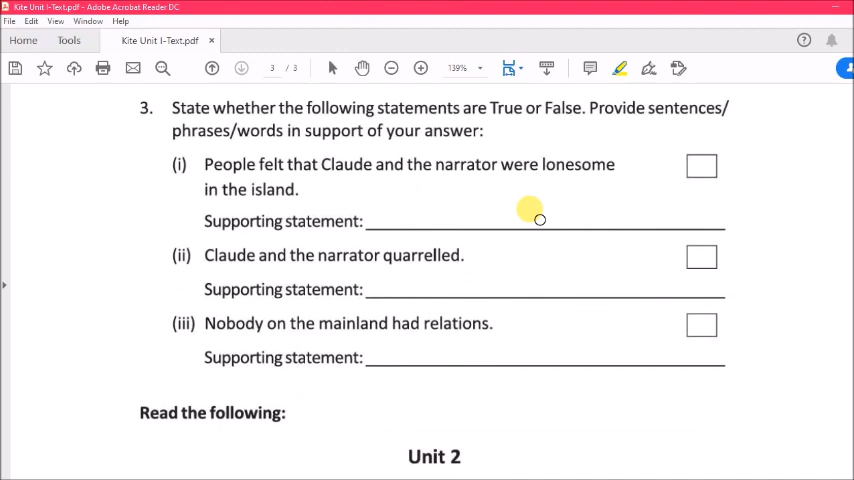 Kite Unit I-Text.pdf - Adobe Acrobat Reader DC
File Edit View Window Help
Home Tools Kite Unit I-Text.pdf ×
3 / 3 139%
3. State whether the following statements are True or False. Provide sentences/
phrases/words in support of your answer:
(i) People felt that Claude and the narrator were lonesome
in the island.
Supporting statement:
(ii) Claude and the narrator quarrelled.
Supporting statement:
(iii) Nobody on the mainland had relations.
Supporting statement:
Read the following:
Unit 2